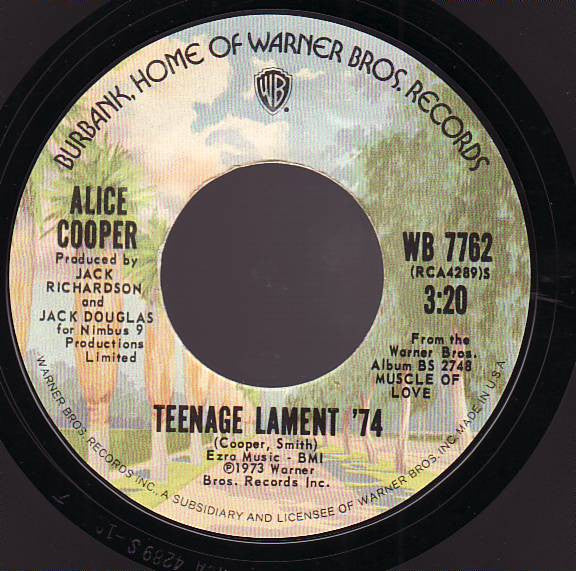 BURBANK, HOME OF WARNER BROS. RECORDS
WB
ALICE
COOPER
Produced by
JACK
RICHARDSON
and
JACK DOUGLAS
for Nimbus 9
Productions
Limited
WB 7762
(RCA4289)S
3:20
From the
Warner Bros.
Album BS 2748
MUSCLE OF
LOVE
TEENAGE LAMENT '74
(Cooper, Smith)
Ezra Music - BMI
©1973 Warner
Bros. Records Inc.
WARNER BROS. RECORDS INC., A SUBSIDIARY AND LICENSEE OF WARNER BROS. INC. MADE IN U.S.A.